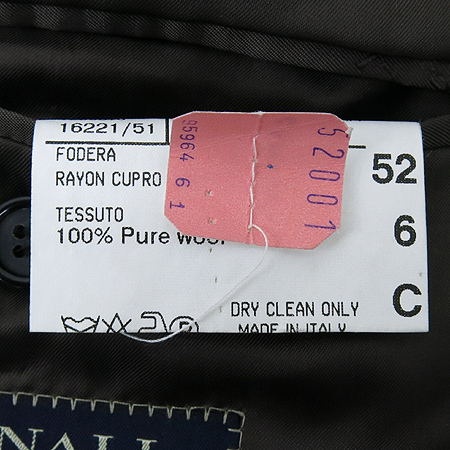 16221/51
FODERA
RAYON CUPRO
TESSUTO
100% Pure
52
6
C
DRY CLEAN ONLY
MADE IN ITALY
P
95964 6 1
52001
NALI